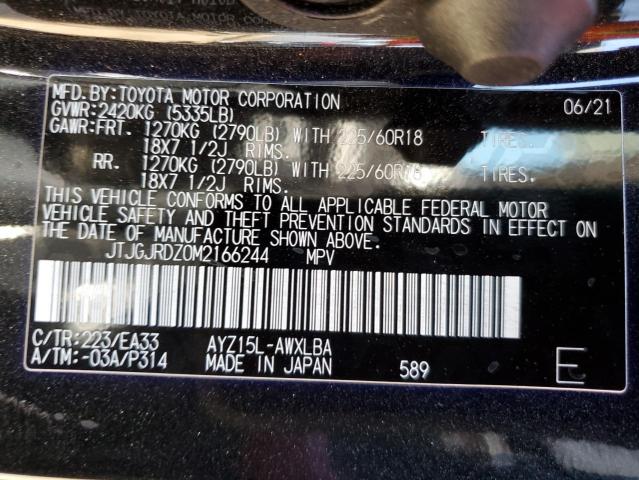 MFD. BY: TOYOTA MOTOR CORPORATION 06/21
GVWR: 2420KG (5335LB)
GAWR: FRT. 1270KG (2790LB) WITH 225/60R18 TIRES.
18X7 1/2J RIMS.
RR. 1270KG (2790LB) WITH 225/60R18 TIRES.
18X7 1/2J RIMS.
THIS VEHICLE CONFORMS TO ALL APPLICABLE FEDERAL MOTOR
VEHICLE SAFETY AND THEFT PREVENTION STANDARDS IN EFFECT ON
THE DATE OF MANUFACTURE SHOWN ABOVE.
JTJGJRDZ0M2166244 MPV
C/TR: 223/EA33 AYZ15L-AWXLBA
A/TM: -03A/P314 MADE IN JAPAN 589 E